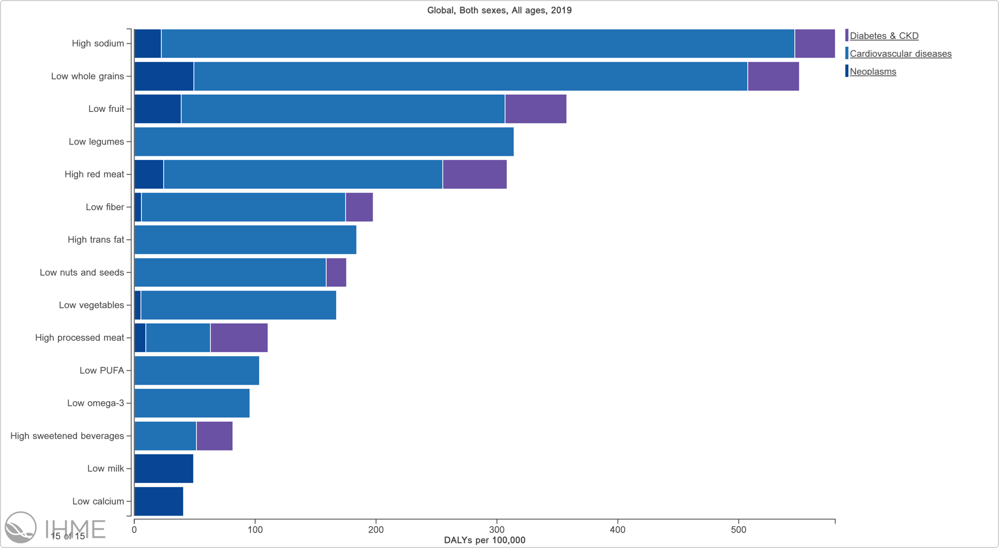 Global, Both sexes, All ages, 2019
High sodium
Low whole grains
Low fruit
Low legumes
High red meat
Low fiber
High trans fat
Low nuts and seeds
Low vegetables
High processed meat
Low PUFA
Low omega-3
High sweetened beverages
Low milk
Low calcium
Diabetes & CKD
Cardiovascular diseases
Neoplasms
0 100 200 300 400 500
DALYs per 100,000
IHME
15 of 15